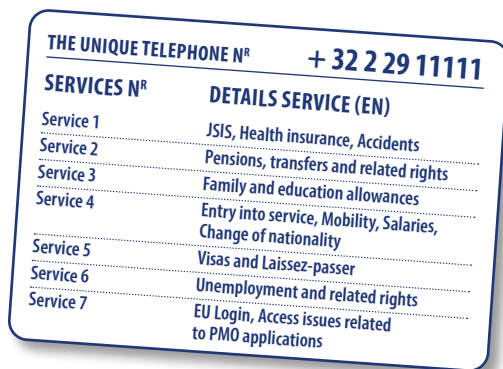 THE UNIQUE TELEPHONE Nᴿ + 32 2 29 11111
SERVICES Nᴿ DETAILS SERVICE (EN)
Service 1 JSIS, Health insurance, Accidents
Service 2 Pensions, transfers and related rights
Service 3 Family and education allowances
Service 4 Entry into service, Mobility, Salaries,
Change of nationality
Service 5 Visas and Laissez-passer
Service 6 Unemployment and related rights
Service 7 EU Login, Access issues related
to PMO applications